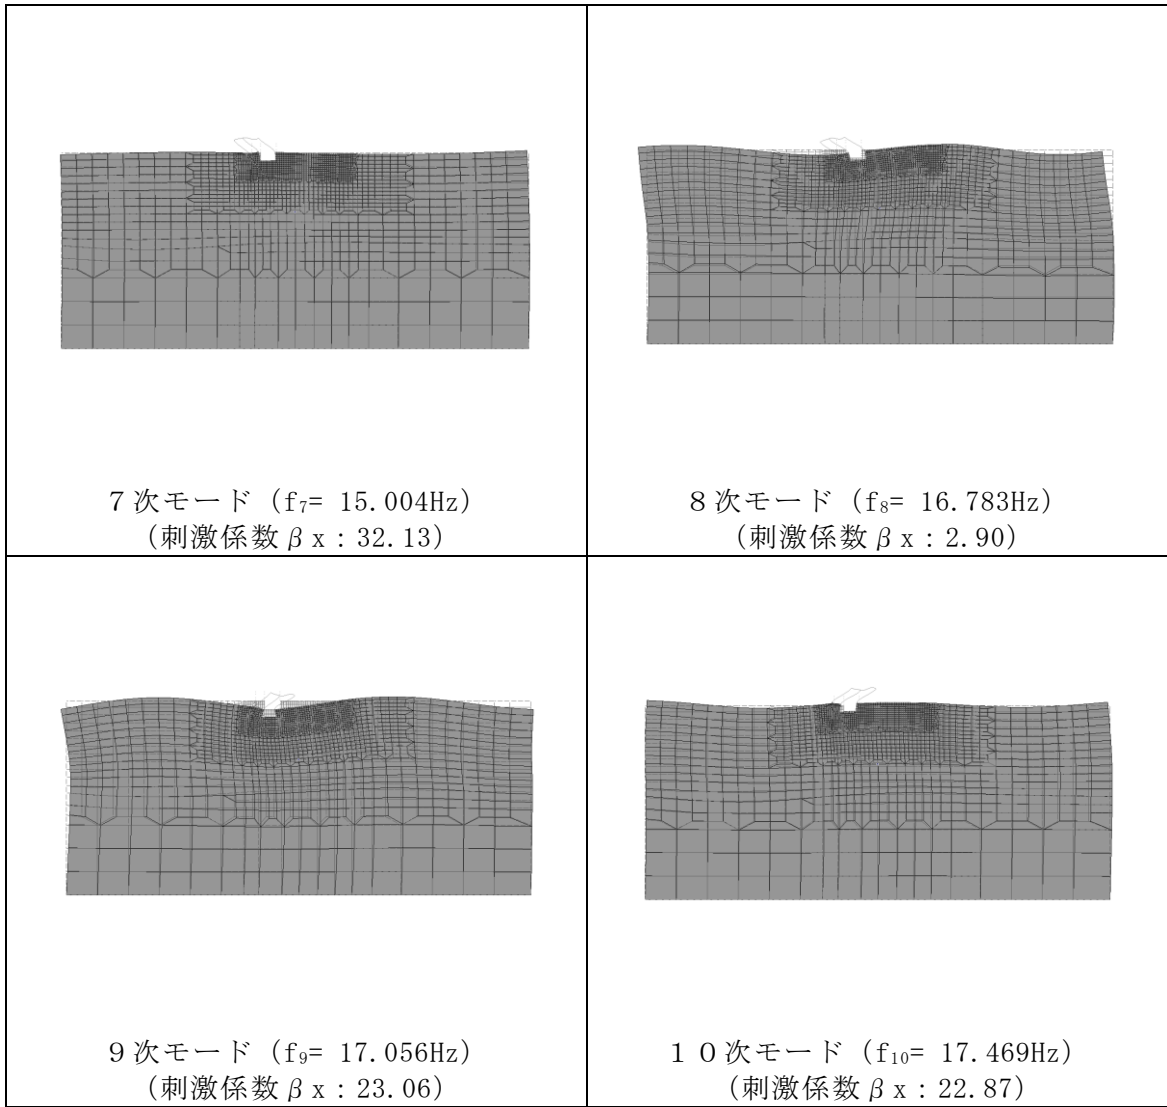 7次モード (f₇= 15.004Hz)
(刺激係数βx:32.13)
8次モード (f₈= 16.783Hz)
(刺激係数βx:2.90)
9次モード (f₉= 17.056Hz)
(刺激係数βx:23.06)
10次モード (f₁₀= 17.469Hz)
(刺激係数βx:22.87)